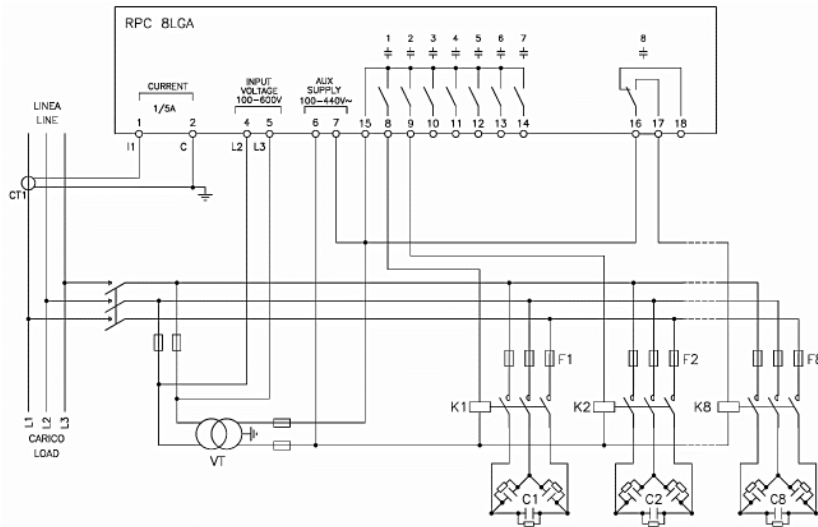 RPC 8LGA
1 2 3 4 5 6 7 8
CURRENT
1/5A
INPUT
VOLTAGE
100-600V
AUX
SUPPLY
100-440V~
LINEA
LINE
1 2 4 5 6 7 15 8 9 10 11 12 13 14 16 17 18
I1 C L2 L3
CT1
F1 F2 F8
K1 K2 K8
L1 L2 L3
CARICO
LOAD
VT
C1 C2 C8